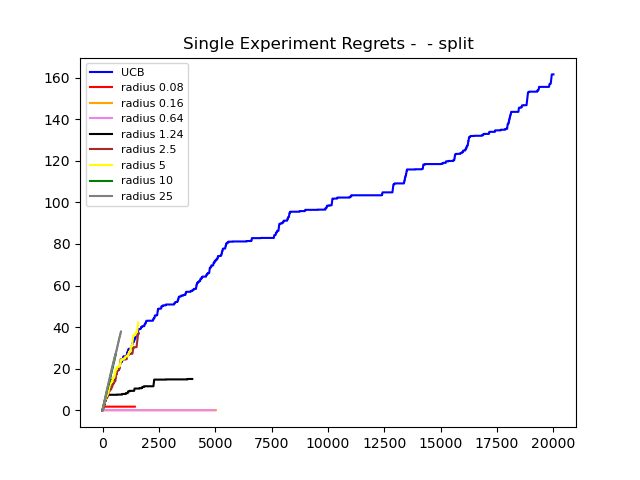 Single Experiment Regrets -  - split
160
140
120
100
80
60
40
20
0
UCB
radius 0.08
radius 0.16
radius 0.64
radius 1.24
radius 2.5
radius 5
radius 10
radius 25
0 2500 5000 7500 10000 12500 15000 17500 20000